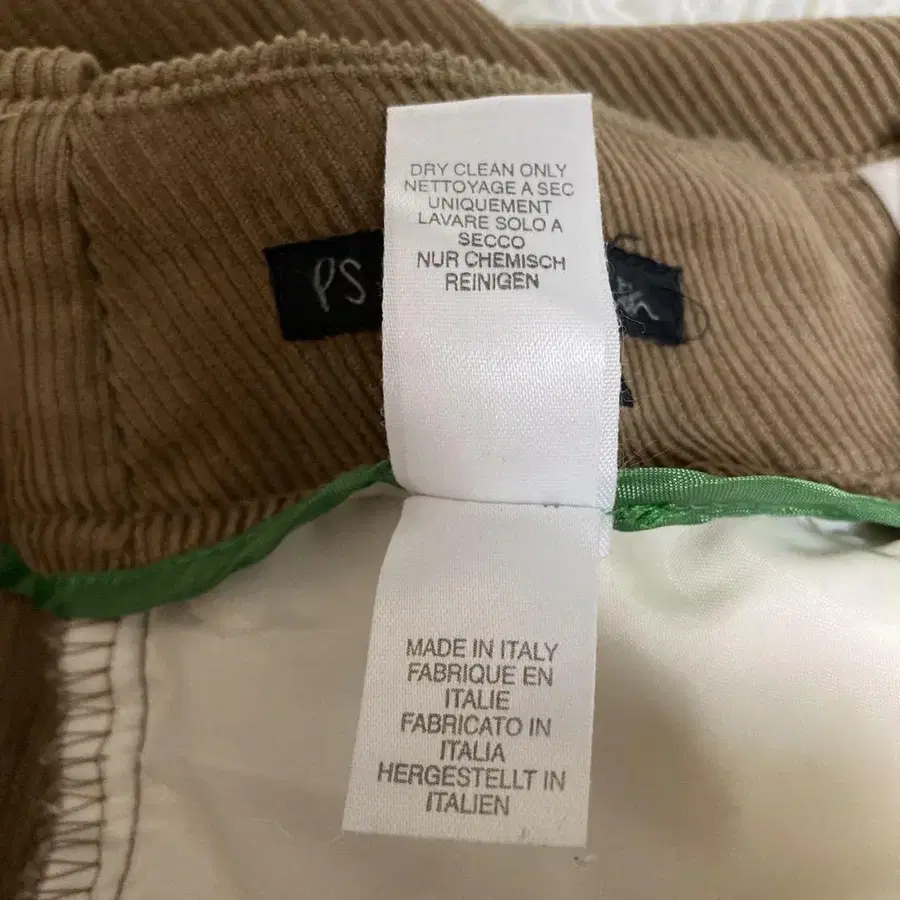 DRY CLEAN ONLY
NETTOYAGE A SEC
UNIQUEMENT
LAVARE SOLO A
SECCO
NUR CHEMISCH
REINIGEN
PS
MADE IN ITALY
FABRIQUE EN
ITALIE
FABRICATO IN
ITALIA
HERGESTELLT IN
ITALIEN